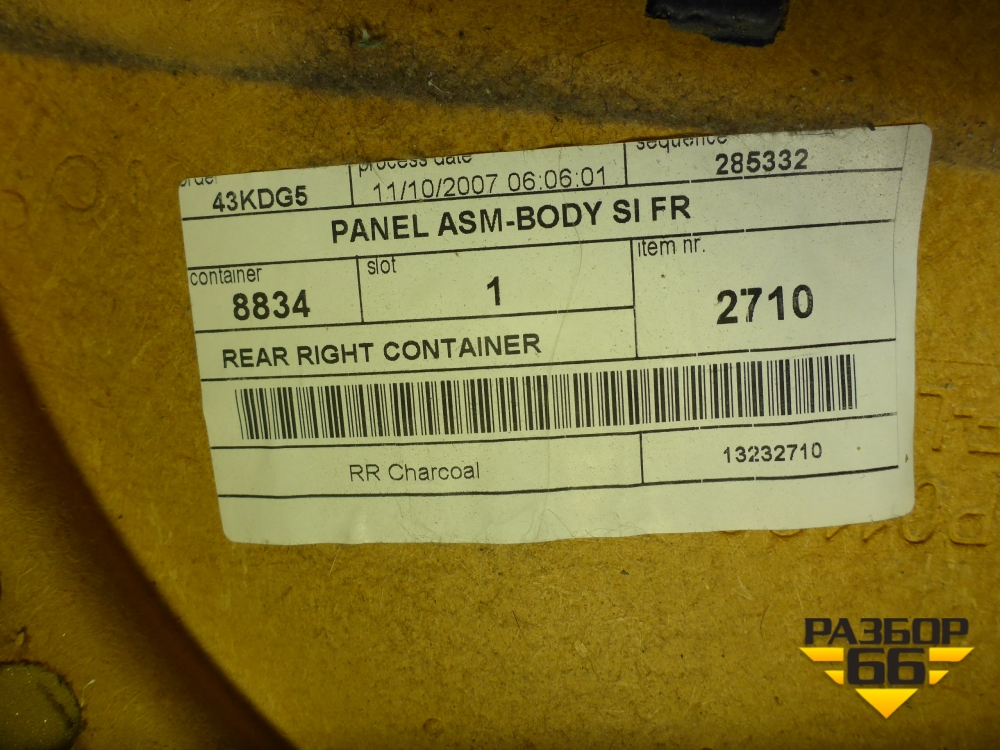 order process date sequence
43KDG5 11/10/2007 06:06:01 285332
PANEL ASM-BODY SI FR
container slot item nr.
8834 1 2710
REAR RIGHT CONTAINER
RR Charcoal 13232710
РАЗБОР
66